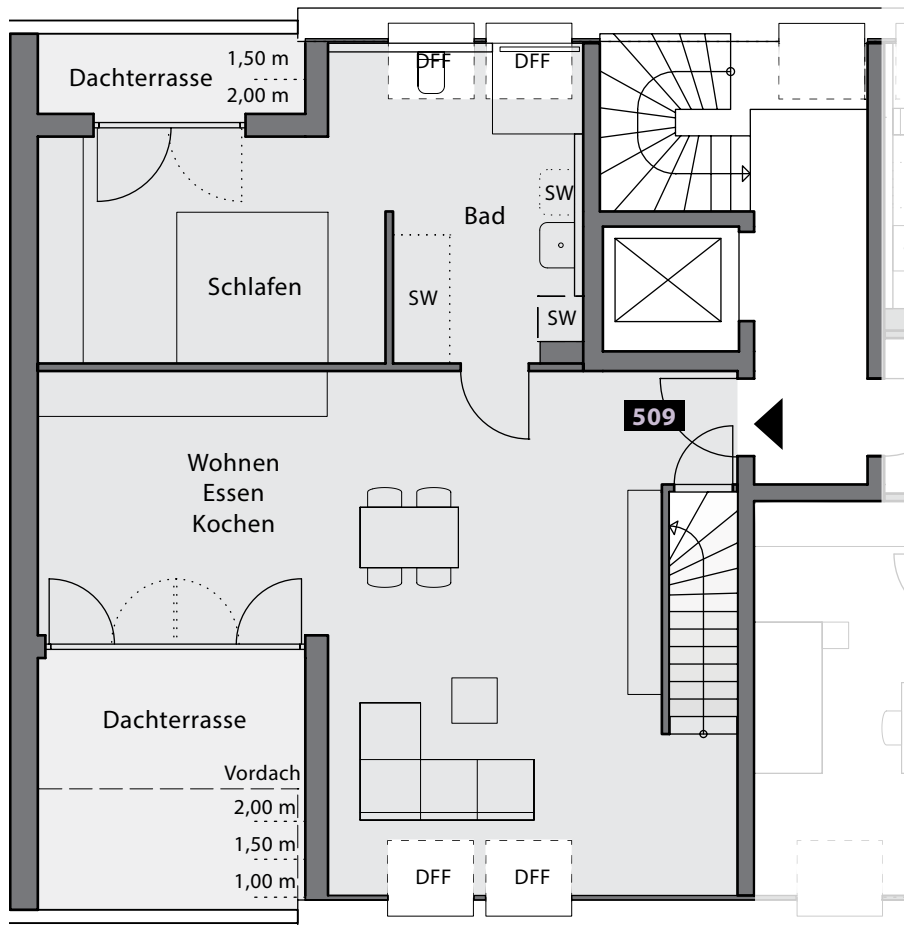 DFF
DFF
1,50 m
Dachterrasse
2,00 m
SW
Bad
Schlafen
SW
SW
509
Wohnen
Essen
Kochen
Dachterrasse
Vordach
2,00 m
1,50 m
1,00 m
DFF
DFF